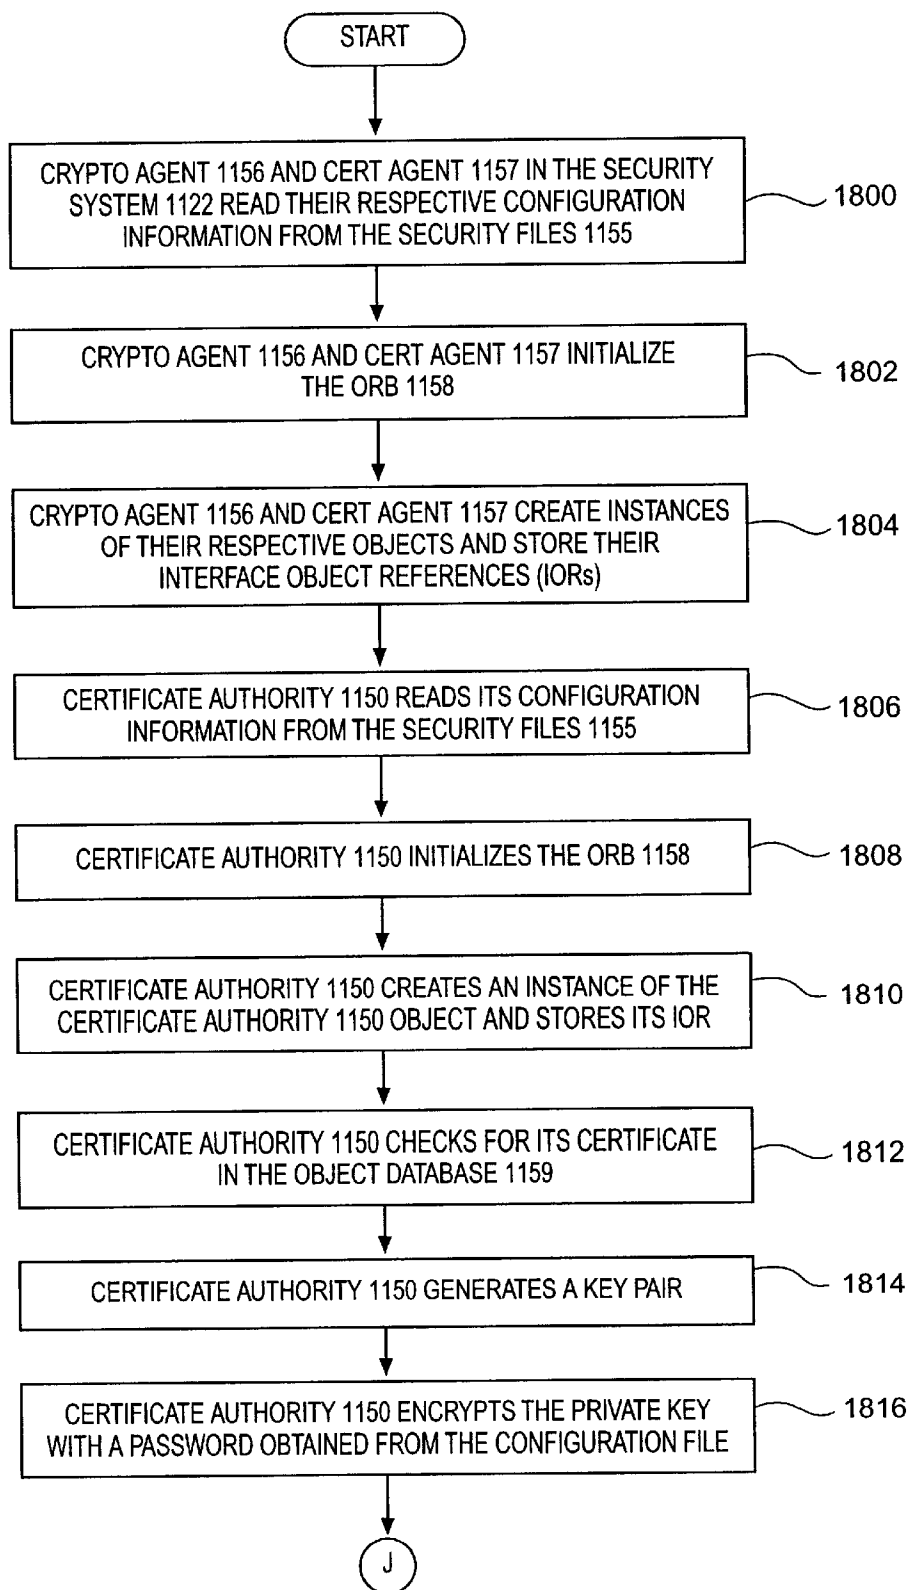 START
CRYPTO AGENT 1156 AND CERT AGENT 1157 IN THE SECURITY
SYSTEM 1122 READ THEIR RESPECTIVE CONFIGURATION
INFORMATION FROM THE SECURITY FILES 1155
1800
CRYPTO AGENT 1156 AND CERT AGENT 1157 INITIALIZE
THE ORB 1158
1802
CRYPTO AGENT 1156 AND CERT AGENT 1157 CREATE INSTANCES
OF THEIR RESPECTIVE OBJECTS AND STORE THEIR
INTERFACE OBJECT REFERENCES (IORs)
1804
CERTIFICATE AUTHORITY 1150 READS ITS CONFIGURATION
INFORMATION FROM THE SECURITY FILES 1155
1806
CERTIFICATE AUTHORITY 1150 INITIALIZES THE ORB 1158
1808
CERTIFICATE AUTHORITY 1150 CREATES AN INSTANCE OF THE
CERTIFICATE AUTHORITY 1150 OBJECT AND STORES ITS IOR
1810
CERTIFICATE AUTHORITY 1150 CHECKS FOR ITS CERTIFICATE
IN THE OBJECT DATABASE 1159
1812
CERTIFICATE AUTHORITY 1150 GENERATES A KEY PAIR
1814
CERTIFICATE AUTHORITY 1150 ENCRYPTS THE PRIVATE KEY
WITH A PASSWORD OBTAINED FROM THE CONFIGURATION FILE
1816
J